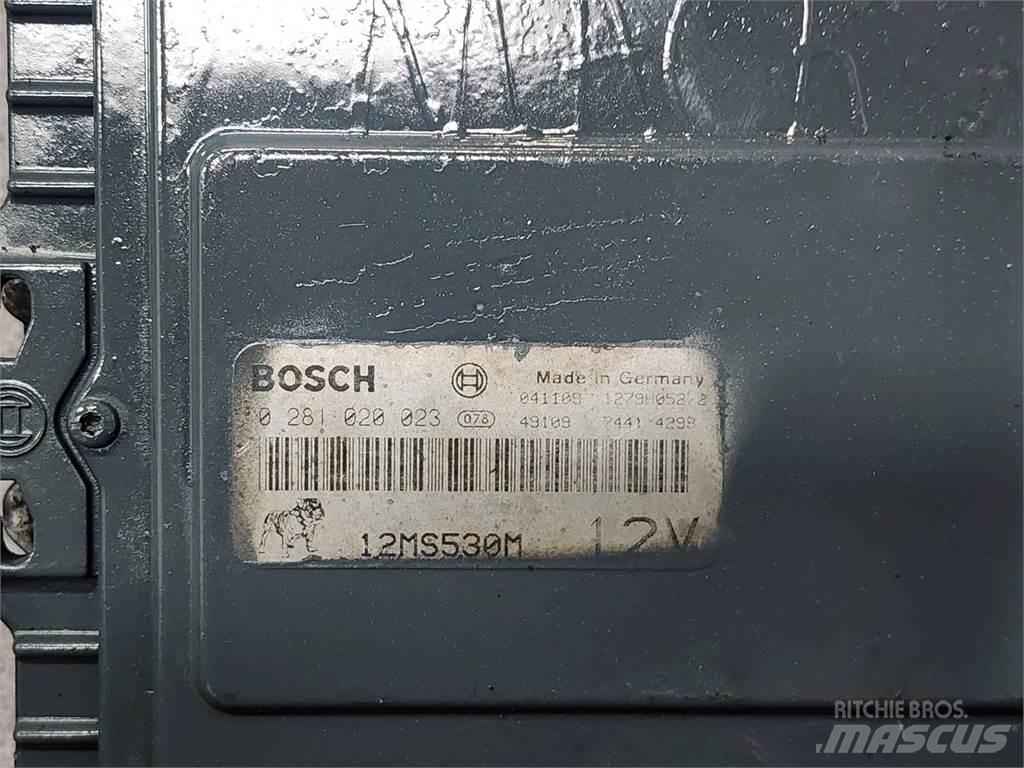 BOSCH Made in Germany
041109
0 281 020 023 078 49109 7441 4298
12MS530M 12V
RITCHIE BROS.
MASCUS